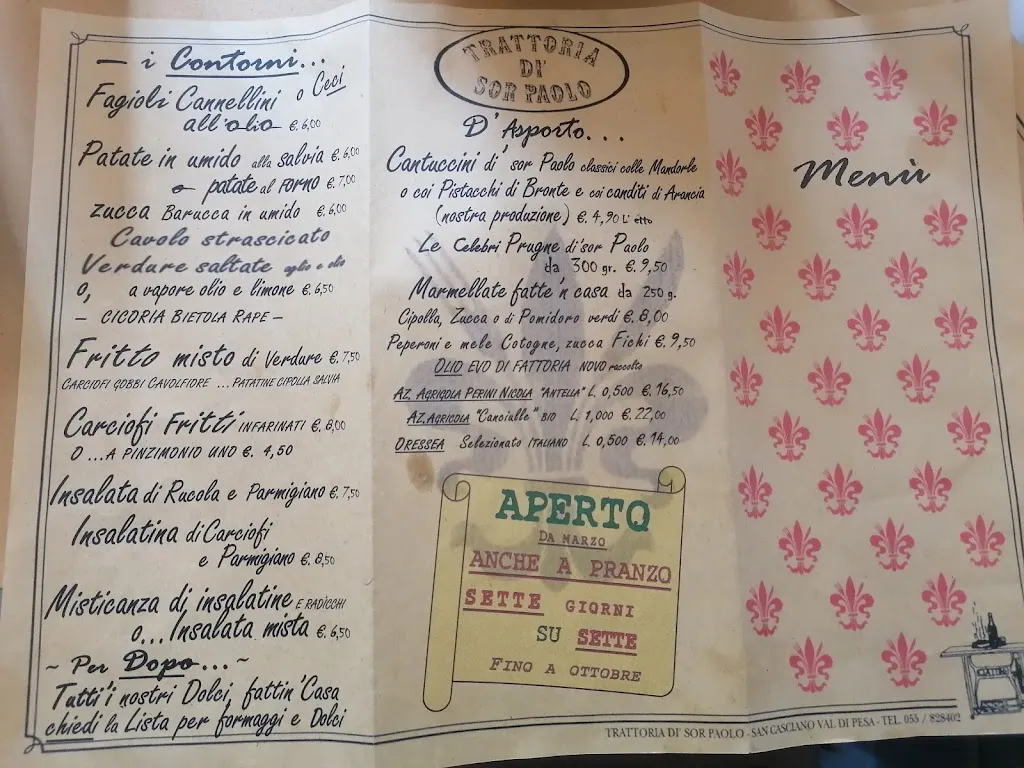 — i Contorni...
Fagioli Cannellini o Ceci
all'olio €. 6,00
Patate in umido alla salvia €. 6,00
o patate al forno €. 7,00
zucca Barucca in umido €. 6,00
Cavolo strascicato
Verdure saltate aglio e olio
o, a vapore olio e limone €. 6,50
— CICORIA BIETOLA RAPE —
Fritto misto di Verdure €. 7,50
CARCIOFI GOBBI CAVOLFIORE ... PATATINE CIPOLLA SALVIA
Carciofi Fritti INFARINATI €. 8,00
O ...A PINZIMONIO UNO €. 4,50
Insalata di Rucola e Parmigiano €. 7,50
Insalatina di Carciofi
e Parmigiano €. 8,50
Misticanza di insalatine E RADICCHI
o... Insalata mista €. 6,50
~ Per Dopo... ~
Tutti'i nostri Dolci, fattin'Casa
chiedi la Lista per formaggi e Dolci
TRATTORIA
DI'
SOR PAOLO
D'Asporto...
Cantuccini di' sor Paolo classici colle Mandorle
o coi Pistacchi di Bronte e coi canditi di Arancia
(nostra produzione) €. 4,90 L' etto
Le Celebri Prugne di'sor Paolo
da 300 gr. €. 9,50
Marmellate fatte'n casa da 250 g.
Cipolla, Zucca o di Pomidoro verdi €. 8,00
Peperoni e mele Cotogne, zucca Fichi €. 9,50
OLIO EVO DI FATTORIA NOVO raccolto
AZ. AGRICOLA PERINI NICOLA "ANTELLA" L. 0,500 €. 16,50
AZ. AGRICOLA "Concialle" BIO L. 1,000 €. 22,00
ORESSEA Selezionato ITALIANO L. 0,500 €. 14,00
APERTO
DA MARZO
ANCHE A PRANZO
SETTE GIORNI
SU SETTE
FINO A OTTOBRE
Menù
TRATTORIA DI' SOR PAOLO - SAN CASCIANO VAL DI PESA - TEL. 055 / 828402